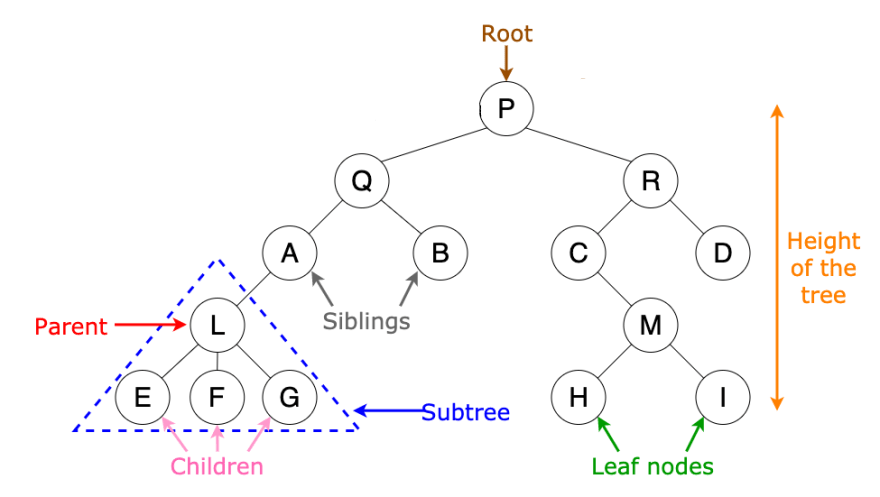 Root
P
Q
R
A
B
C
D
Height
of the
tree
Siblings
Parent
L
M
E
F
G
H
I
Subtree
Children
Leaf nodes